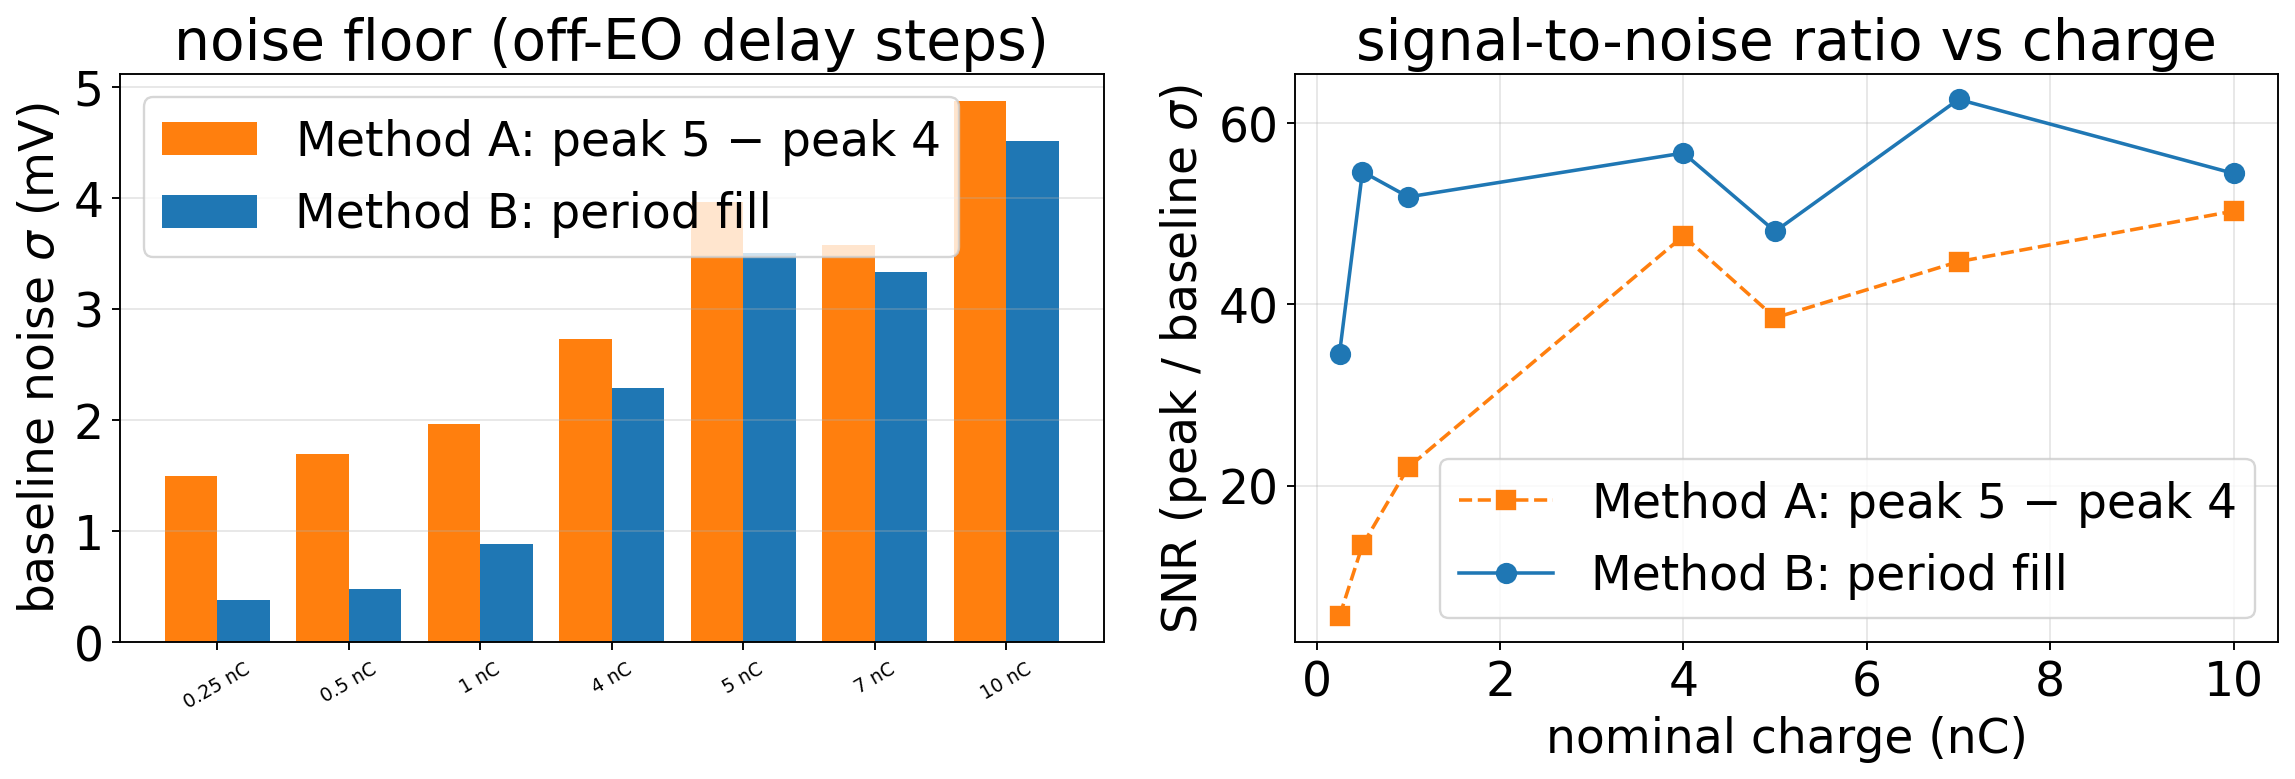 noise floor (off-EO delay steps)
baseline noise σ (mV)
5
4
3
2
1
0
Method A: peak 5 − peak 4
Method B: period fill
0.25 nC
0.5 nC
1 nC
4 nC
5 nC
7 nC
10 nC
signal-to-noise ratio vs charge
SNR (peak / baseline σ)
60
40
20
Method A: peak 5 − peak 4
Method B: period fill
0 2 4 6 8 10
nominal charge (nC)